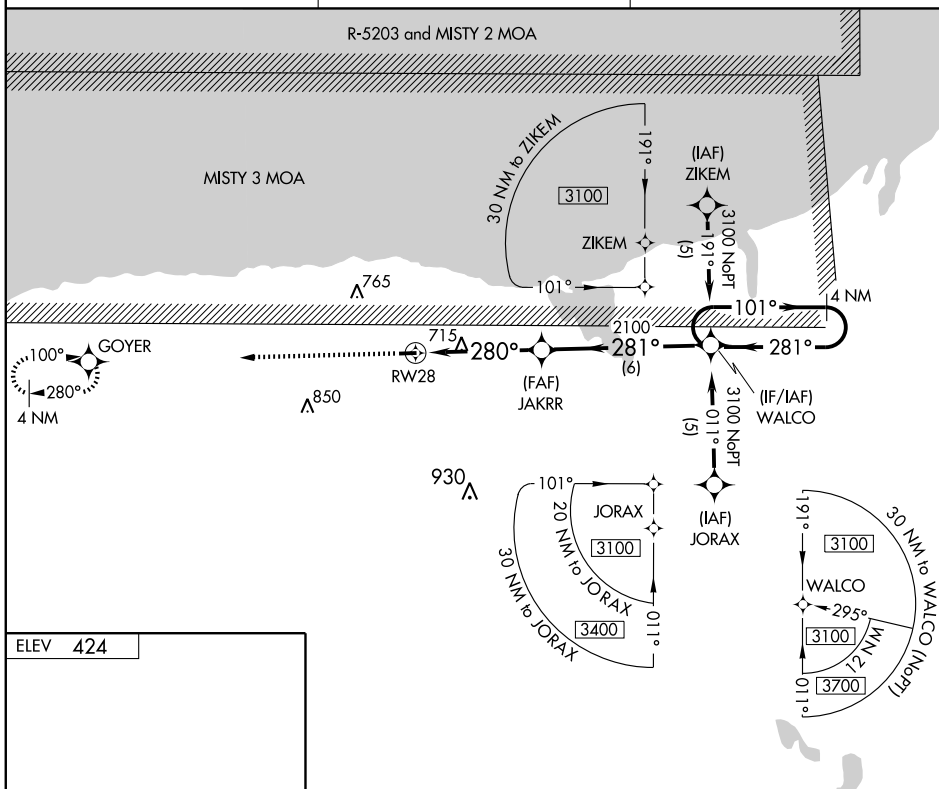 R-5203 and MISTY 2 MOA
MISTY 3 MOA
30 NM to ZIKEM
3100
191°
ZIKEM
101°
(IAF)
ZIKEM
3100 NoPT
191°
(5)
765
4 NM
101°
2100
715
280°
281°
(6)
281°
RW28
(FAF)
JAKRR
(IF/IAF)
WALCO
GOYER
100°
280°
4 NM
850
3100 NoPT
011°
(5)
(IAF)
JORAX
930
101°
JORAX
20 NM to JORAX
3100
30 NM to JORAX
3400
011°
191°
30 NM to WALCO (NoPT)
3100
WALCO
295°
3100
12 NM
3700
011°
ELEV 424